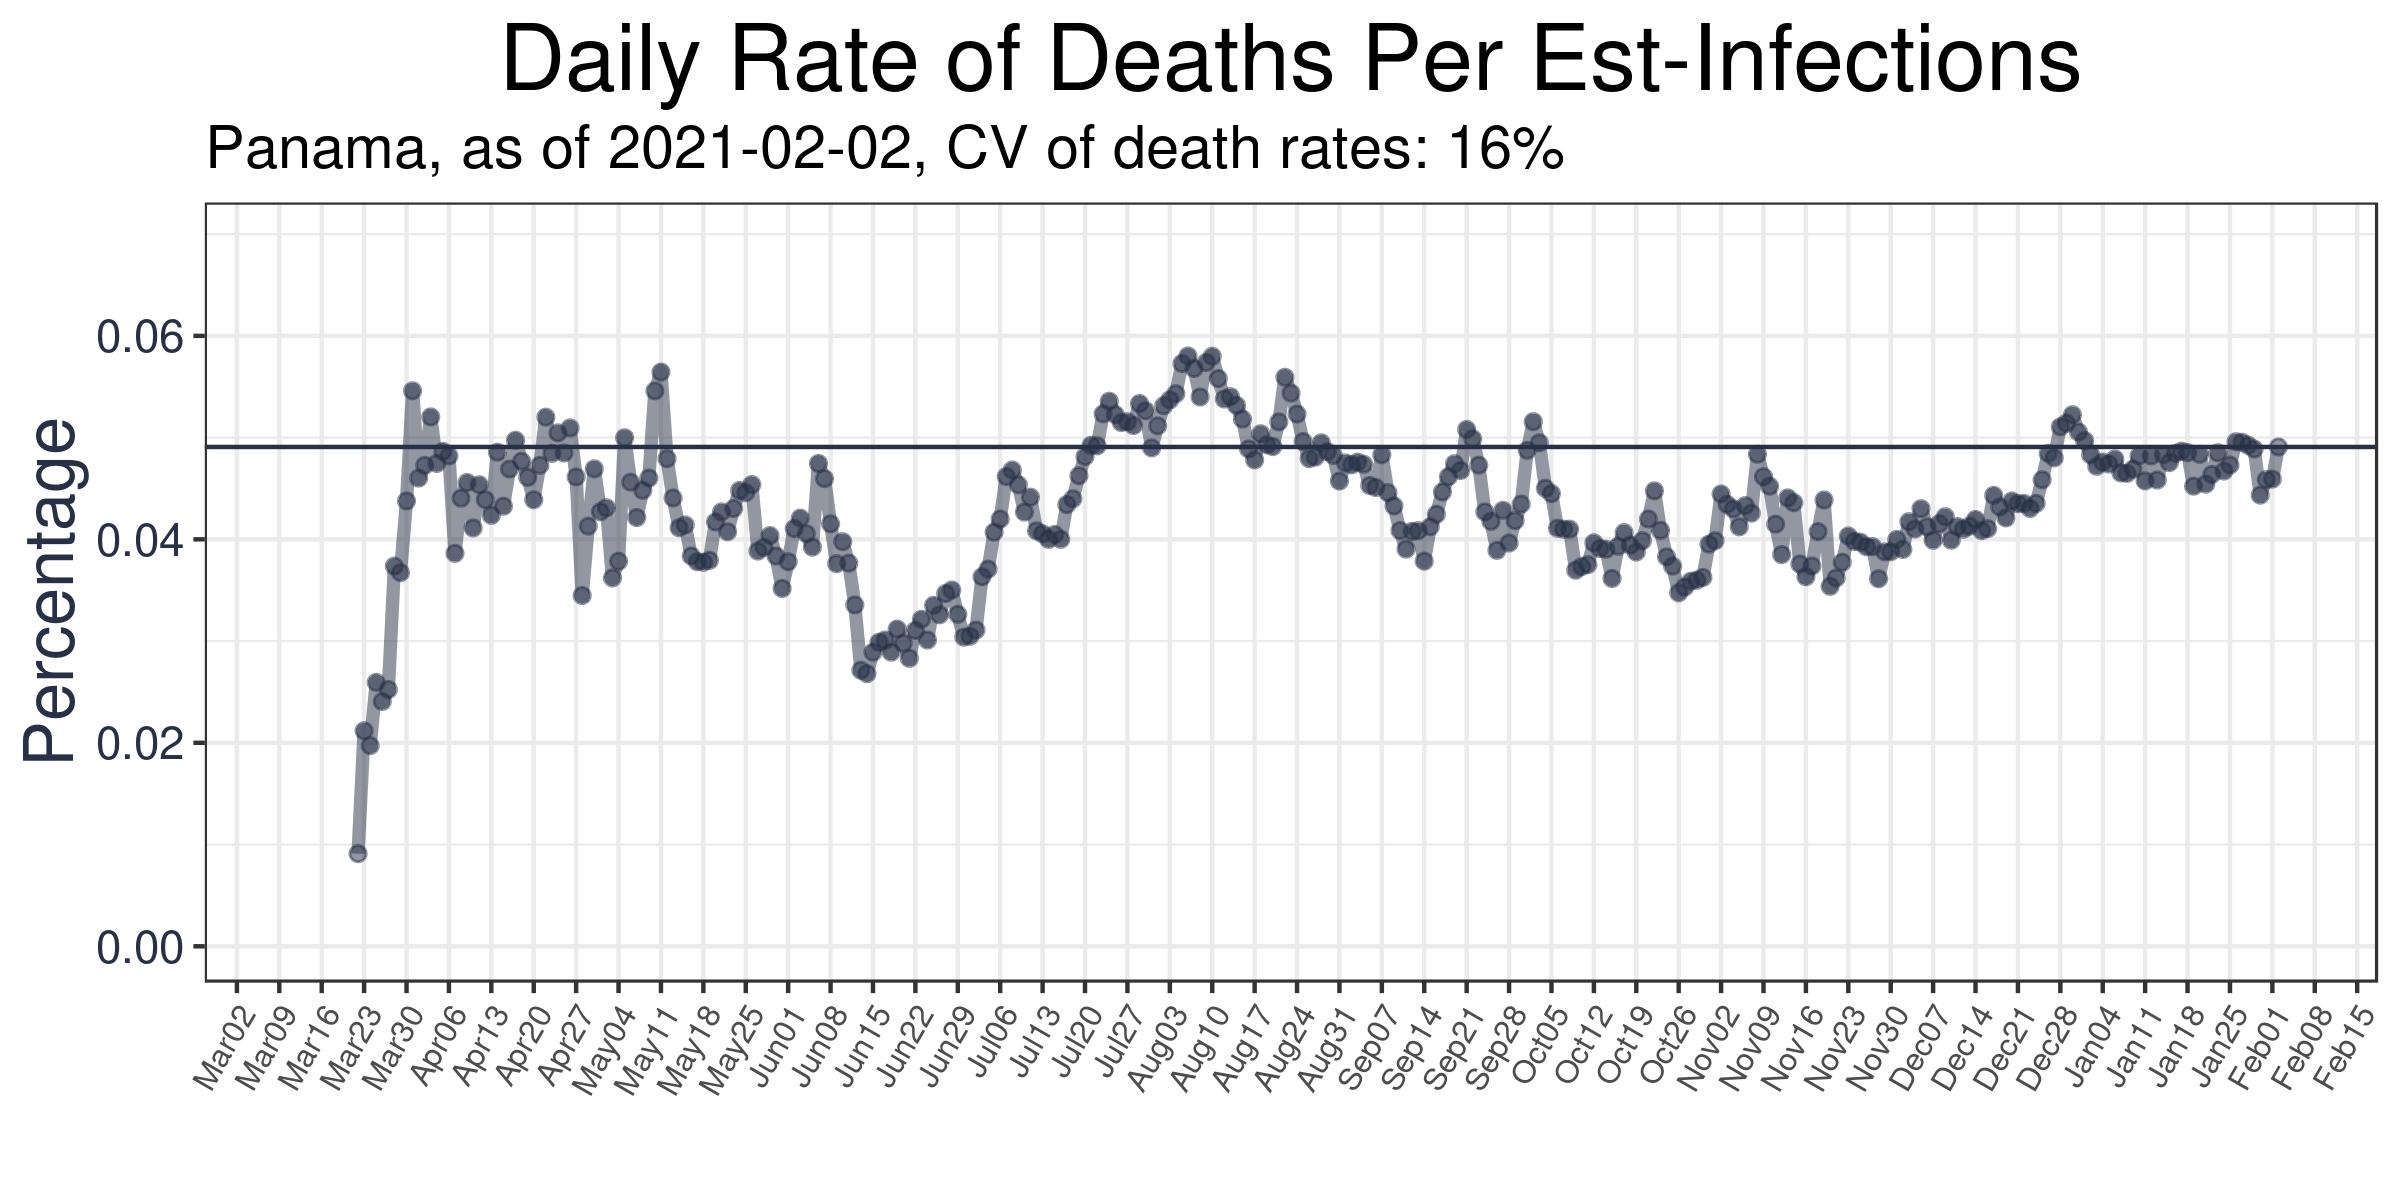 Daily Rate of Deaths Per Est-Infections
Panama, as of 2021-02-02, CV of death rates: 16%
Percentage
0.06
0.04
0.02
0.00
Mar02
Mar09
Mar16
Mar23
Mar30
Apr06
Apr13
Apr20
Apr27
May04
May11
May18
May25
Jun01
Jun08
Jun15
Jun22
Jun29
Jul06
Jul13
Jul20
Jul27
Aug03
Aug10
Aug17
Aug24
Aug31
Sep07
Sep14
Sep21
Sep28
Oct05
Oct12
Oct19
Oct26
Nov02
Nov09
Nov16
Nov23
Nov30
Dec07
Dec14
Dec21
Dec28
Jan04
Jan11
Jan18
Jan25
Feb01
Feb08
Feb15